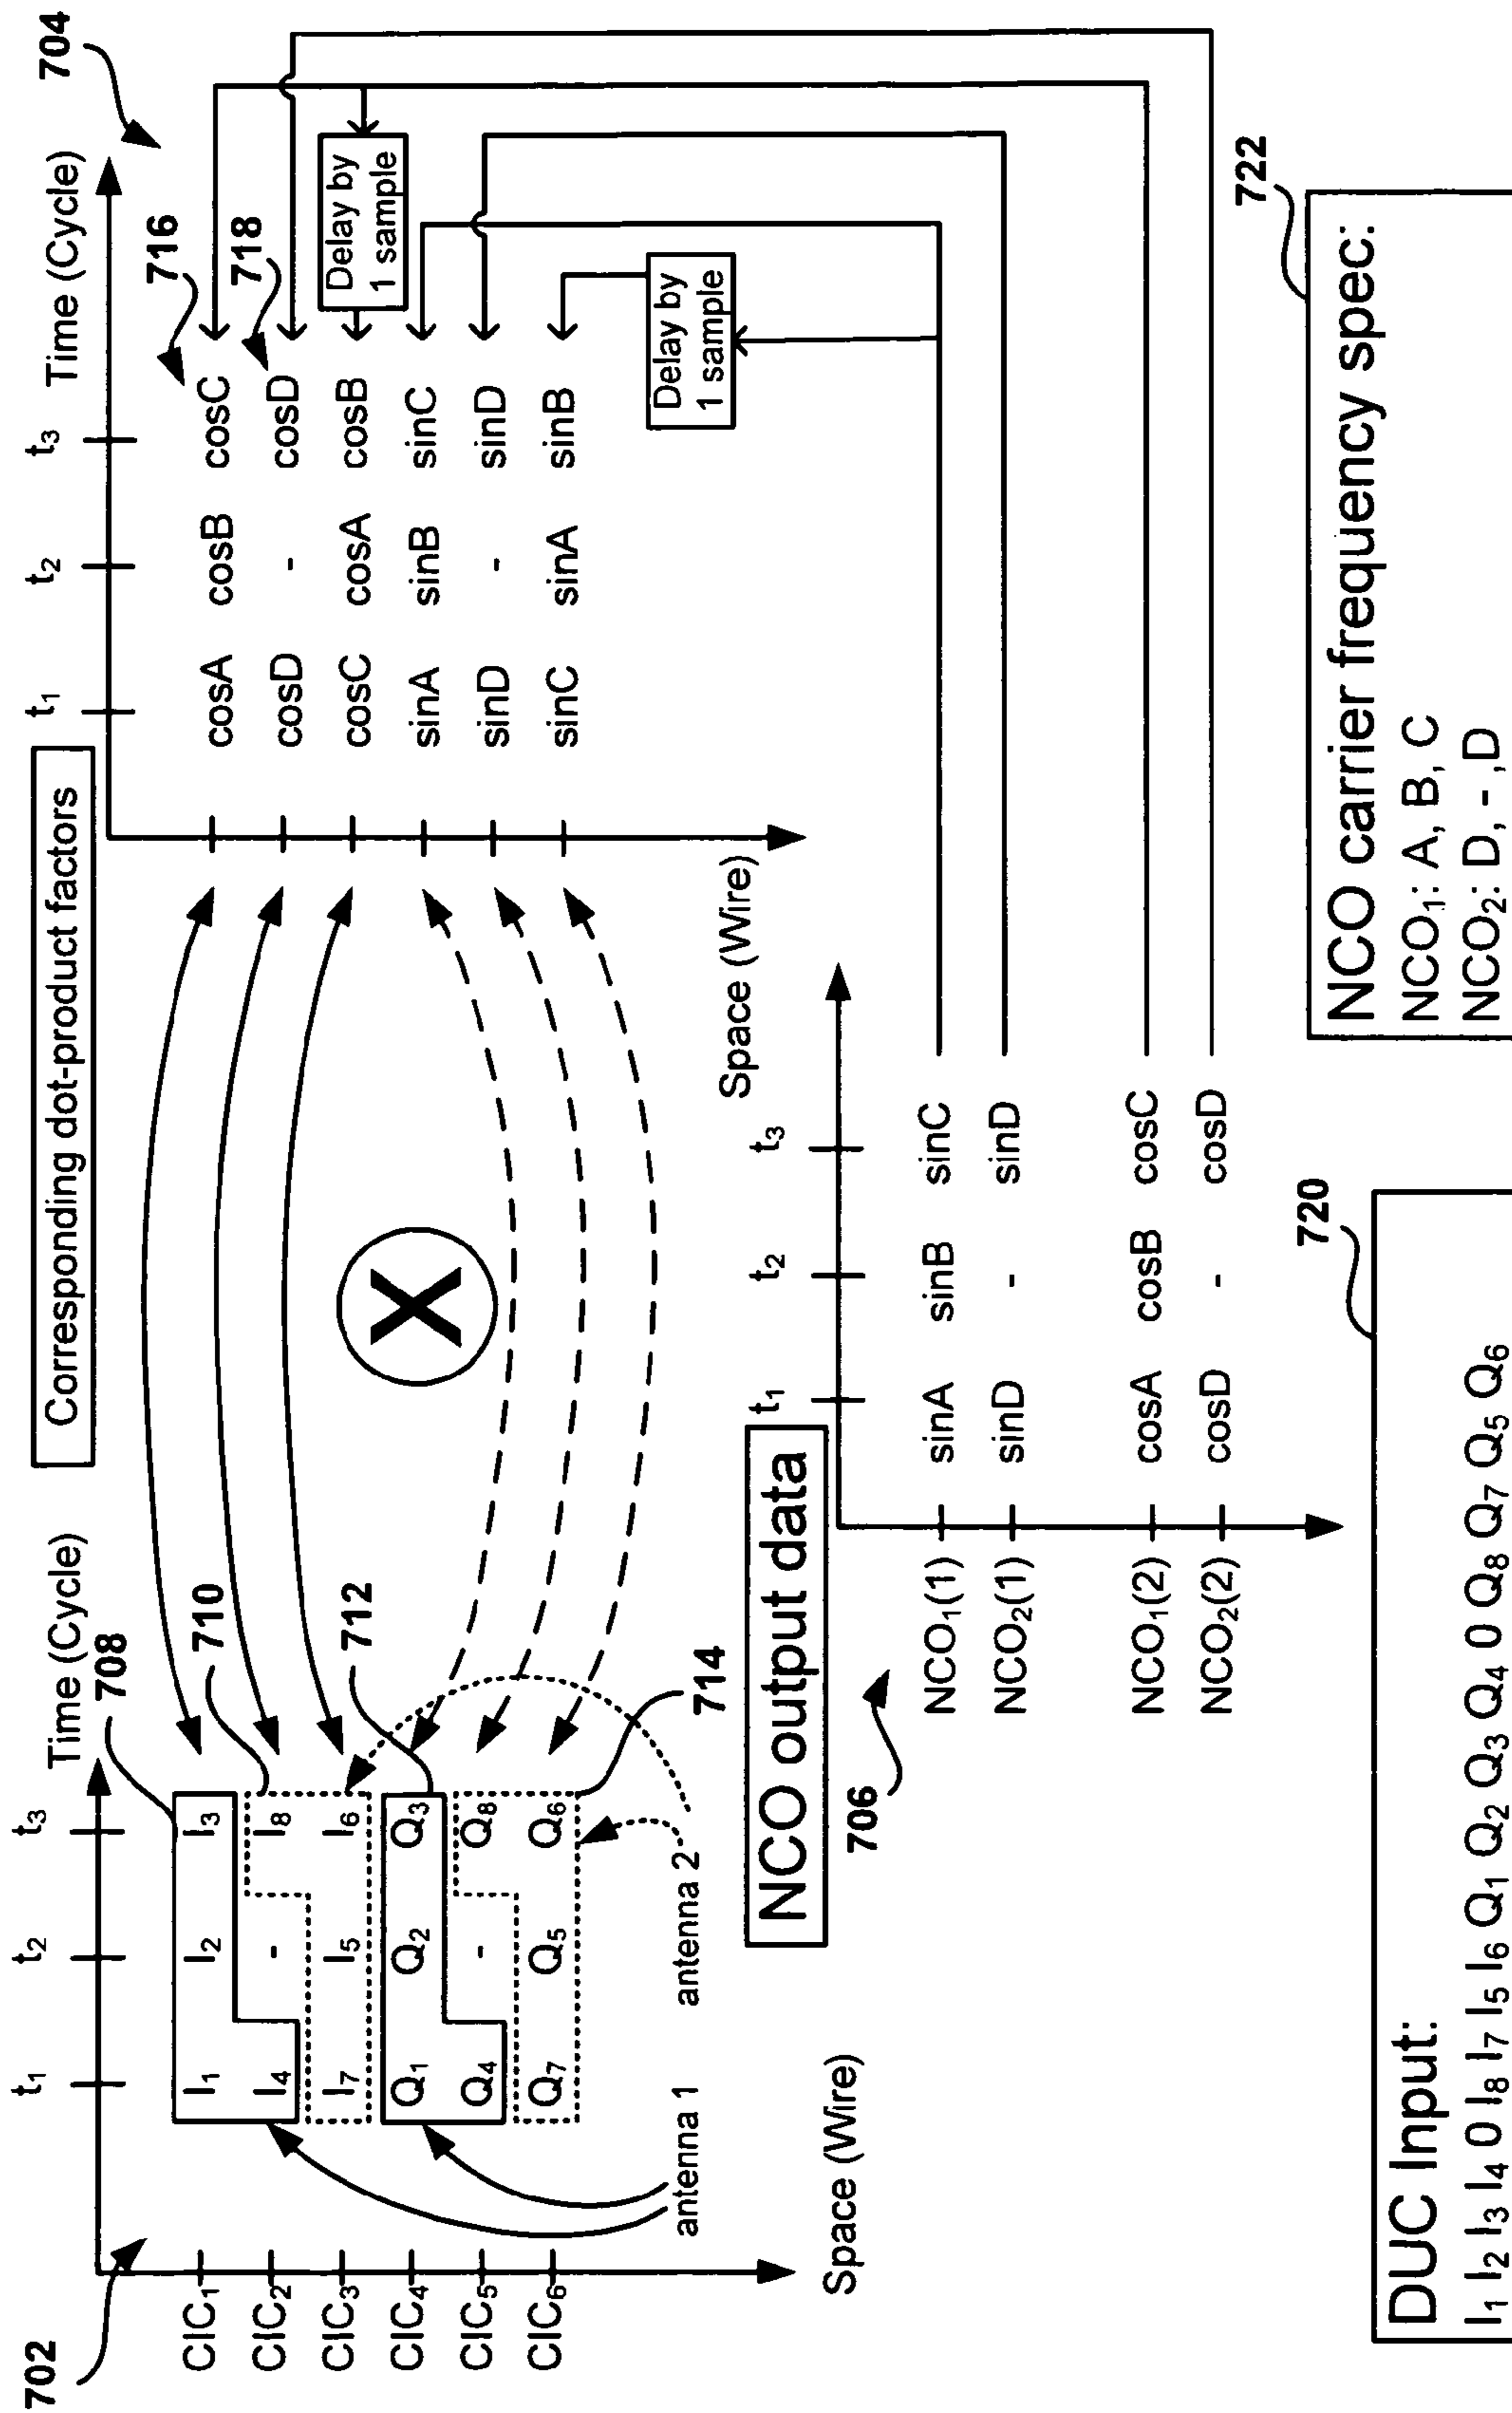 702
Time (Cycle)
t1 t2 t3
CIC1 I1 I2 I3
CIC2 I4 - I8
CIC3 I7 I5 I6
CIC4 Q1 Q2 Q3
CIC5 Q4 - Q8
CIC6 Q7 Q5 Q6
708
710
712
714
antenna 1
antenna 2
Space (Wire)
X
Corresponding dot-product factors
704
Time (Cycle)
t1 t2 t3
cosA cosB cosC
cosD - cosD
cosC cosA cosB
sinA sinB sinC
sinD - sinD
sinC sinA sinB
716
718
Delay by
1 sample
Delay by
1 sample
Space (Wire)
NCO output data
706
t1 t2 t3
NCO1(1) sinA sinB sinC
NCO2(1) sinD - sinD
NCO1(2) cosA cosB cosC
NCO2(2) cosD - cosD
720
DUC Input:
I1 I2 I3 I4 0 I8 I7 I5 I6 Q1 Q2 Q3 Q4 0 Q8 Q7 Q5 Q6
722
NCO carrier frequency spec:
NCO1: A, B, C
NCO2: D, - ,D